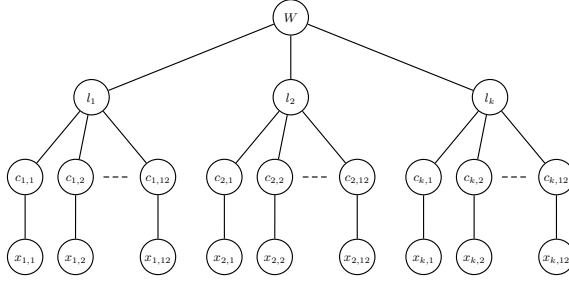 W
l₁ l₂ lₖ
c₁,₁ c₁,₂ c₁,₁₂ c₂,₁ c₂,₂ c₂,₁₂ cₖ,₁ cₖ,₂ cₖ,₁₂
x₁,₁ x₁,₂ x₁,₁₂ x₂,₁ x₂,₂ x₂,₁₂ xₖ,₁ xₖ,₂ xₖ,₁₂